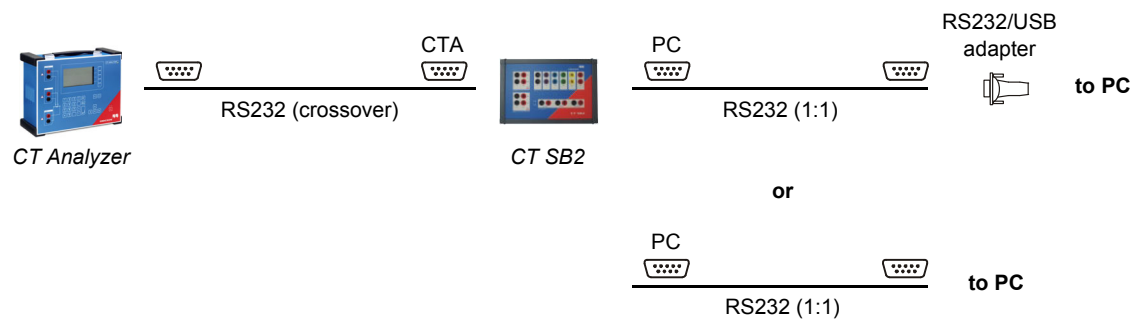 RS232/USB
adapter
CTA
PC
to PC
RS232 (crossover)
RS232 (1:1)
CT Analyzer
CT SB2
or
PC
to PC
RS232 (1:1)